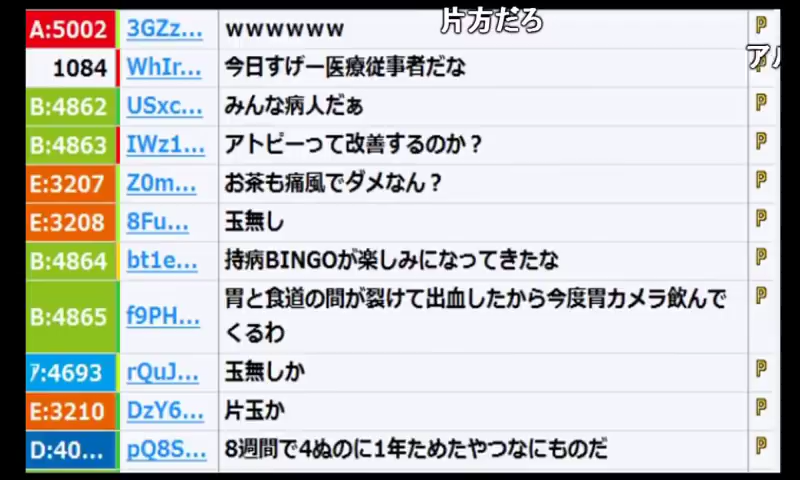 片方だろ
A:5002 3GZz... wwwwww P
アル
1084 WhIr... 今日すげー医療従事者だな P
B:4862 USxc... みんな病人だぁ P
B:4863 IWz1... アトピーって改善するのか？ P
E:3207 Z0m... お茶も痛風でダメなん？ P
E:3208 8Fu... 玉無し P
B:4864 bt1e... 持病BINGOが楽しみになってきたな P
B:4865 f9PH... 胃と食道の間が裂けて出血したから今度胃カメラ飲んで P
くるわ
ｱ:4693 rQuJ... 玉無しか P
E:3210 DzY6... 片玉か P
D:40... pQ8S... 8週間で4ぬのに1年ためたやつなにものだ P